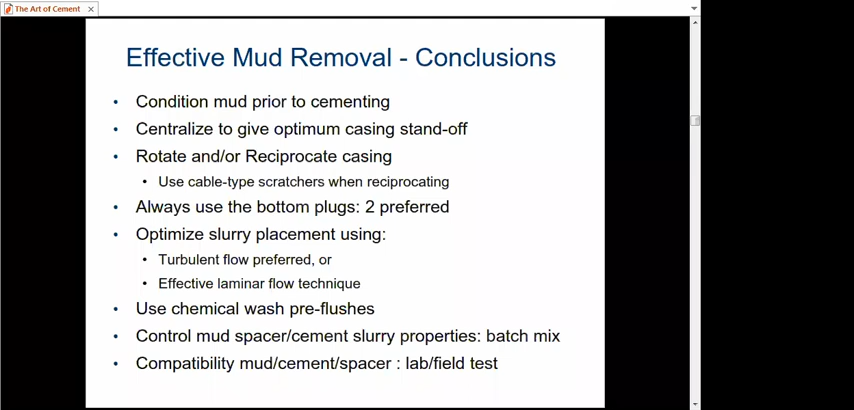 The Art of Cement
Effective Mud Removal - Conclusions
• Condition mud prior to cementing
• Centralize to give optimum casing stand-off
• Rotate and/or Reciprocate casing
• Use cable-type scratchers when reciprocating
• Always use the bottom plugs: 2 preferred
• Optimize slurry placement using:
• Turbulent flow preferred, or
• Effective laminar flow technique
• Use chemical wash pre-flushes
• Control mud spacer/cement slurry properties: batch mix
• Compatibility mud/cement/spacer : lab/field test